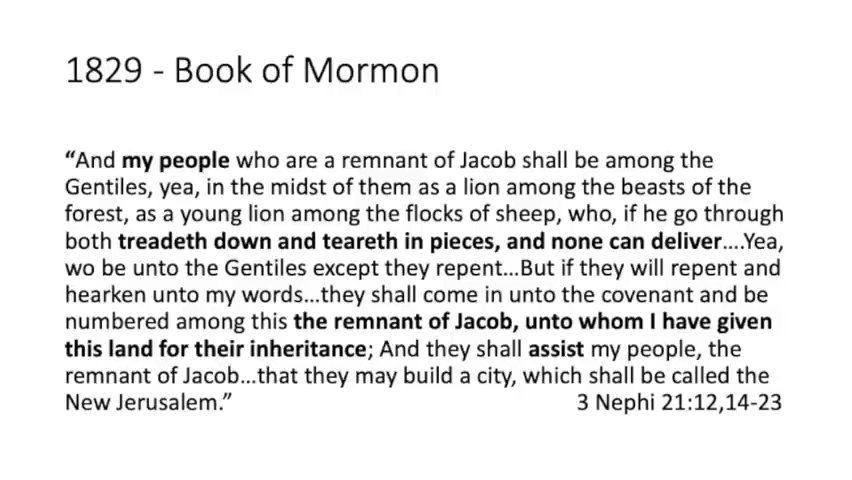 1829 - Book of Mormon
“And my people who are a remnant of Jacob shall be among the
Gentiles, yea, in the midst of them as a lion among the beasts of the
forest, as a young lion among the flocks of sheep, who, if he go through
both treadeth down and teareth in pieces, and none can deliver….Yea,
wo be unto the Gentiles except they repent…But if they will repent and
hearken unto my words…they shall come in unto the covenant and be
numbered among this the remnant of Jacob, unto whom I have given
this land for their inheritance; And they shall assist my people, the
remnant of Jacob…that they may build a city, which shall be called the
New Jerusalem.” 3 Nephi 21:12,14-23